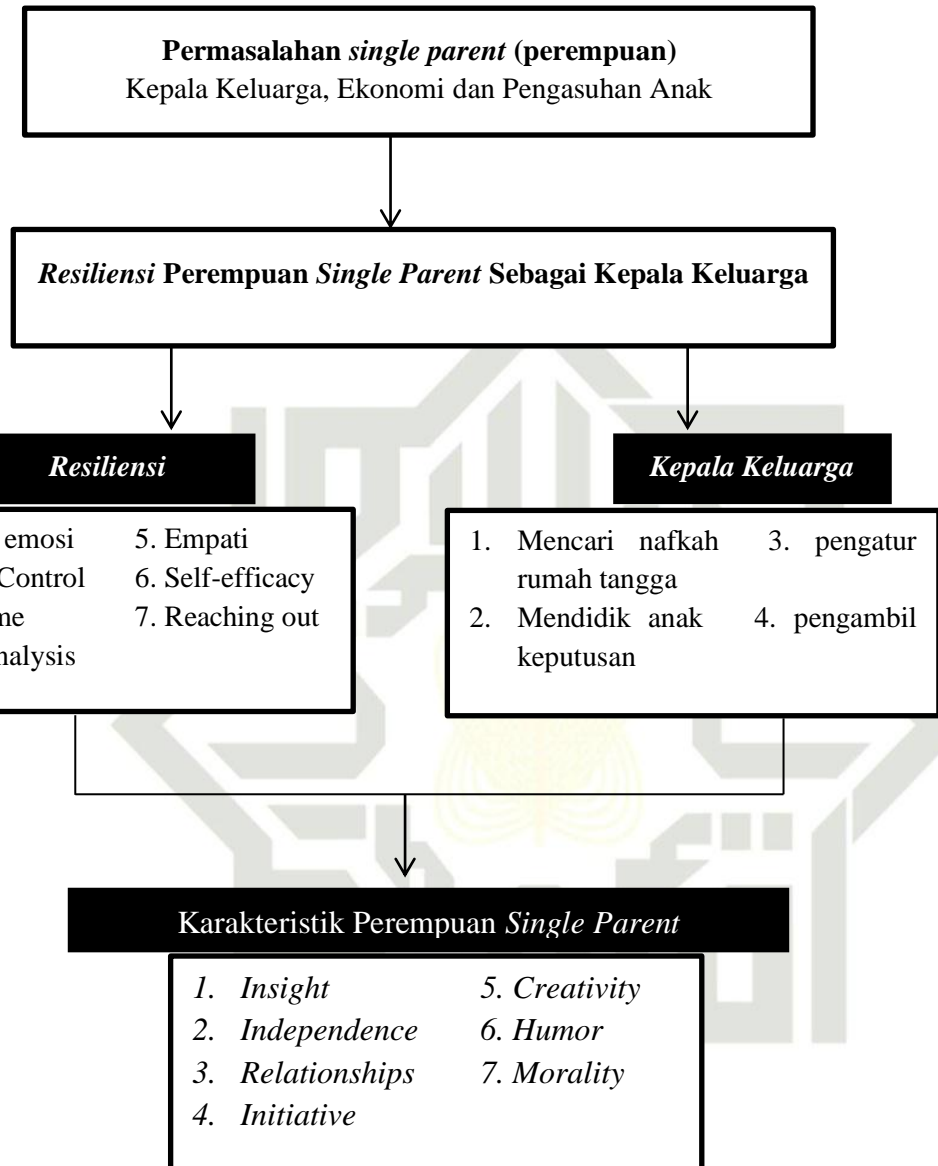 Permasalahan single parent (perempuan)
Kepala Keluarga, Ekonomi dan Pengasuhan Anak
Resiliensi Perempuan Single Parent Sebagai Kepala Keluarga
Resiliensi
emosi 5. Empati
Control 6. Self-efficacy
7. Reaching out
Kepala Keluarga
1. Mencari nafkah 3. pengatur
rumah tangga
2. Mendidik anak 4. pengambil
keputusan
Karakteristik Perempuan Single Parent
1. Insight 5. Creativity
2. Independence 6. Humor
3. Relationships 7. Morality
4. Initiative